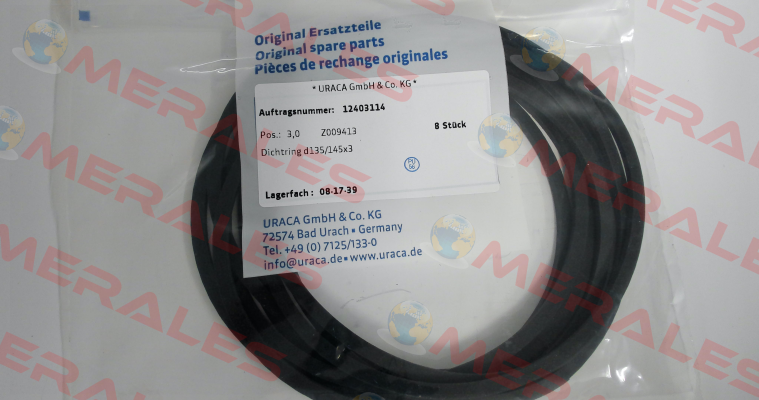 Original Ersatzteile
Original spare parts
Pièces de rechange originales
* URACA GmbH & Co. KG *
Auftragsnummer: 12403114
Pos.: 3,0 Z009413 8 Stück
Dichtring d135/145x3
Lagerfach: 08-17-39
URACA GmbH & Co. KG
72574 Bad Urach ▪ Germany
Tel. +49 (0) 7125/133-0
info@uraca.de ▪ www.uraca.de
MERALES
MERALES
MERALES
MERALES
MERALES
MERALES